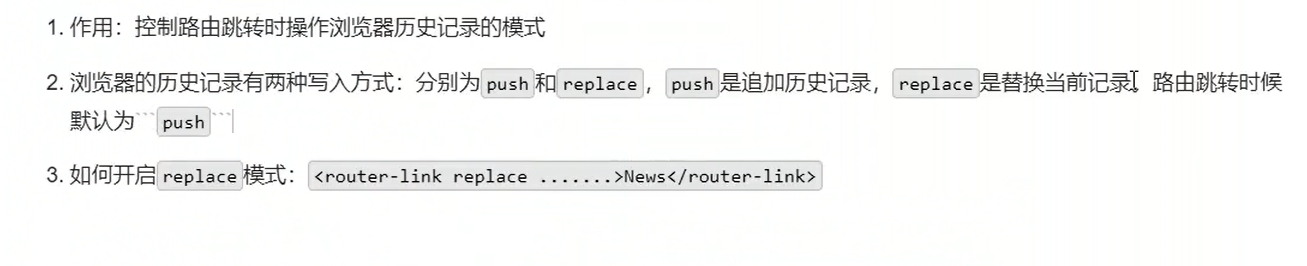 1. 作用：控制路由跳转时操作浏览器历史记录的模式
2. 浏览器的历史记录有两种写入方式：分别为push和replace，push是追加历史记录，replace是替换当前记录 路由跳转时候
默认为```push```
3. 如何开启replace模式：<router-link replace .......>News</router-link>